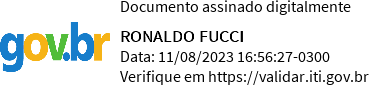 Documento assinado digitalmente
gov.br
RONALDO FUCCI
Data: 11/08/2023 16:56:27-0300
Verifique em https://validar.iti.gov.br